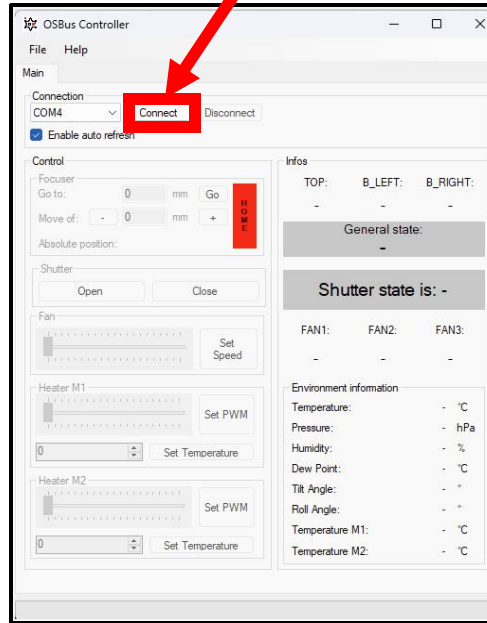 OSBus Controller
File Help
Main
Connection
COM4 Connect Disconnect
Enable auto refresh
Control
Focuser
Go to: 0 mm Go
Move of: - 0 mm +
HOME
Absolute position:
Shutter
Open Close
Fan
Set
Speed
Heater M1
Set PWM
0 Set Temperature
Heater M2
Set PWM
0 Set Temperature
Infos
TOP: B_LEFT: B_RIGHT:
- - -
General state:
-
Shutter state is: -
FAN1: FAN2: FAN3:
- - -
Environment information
Temperature: - °C
Pressure: - hPa
Humidity: - %
Dew Point: - °C
Tilt Angle: - °
Roll Angle: - °
Temperature M1: - °C
Temperature M2: - °C